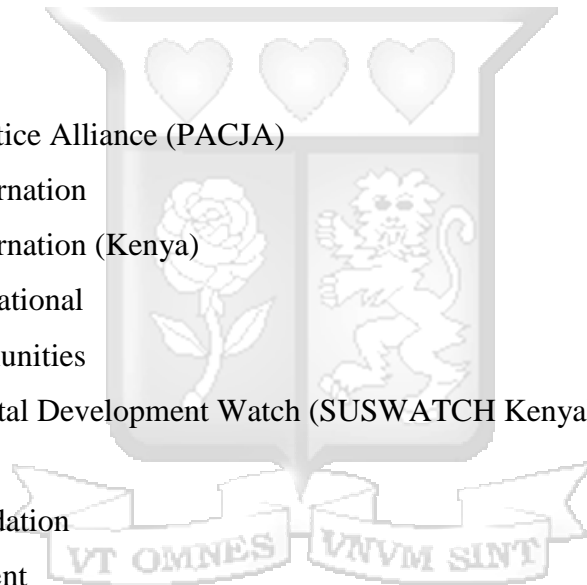 tice Alliance (PACJA)
rnation
rnation (Kenya)
ational
unities
tal Development Watch (SUSWATCH Kenya
dation
VT OMNES VNVM SINT
ent